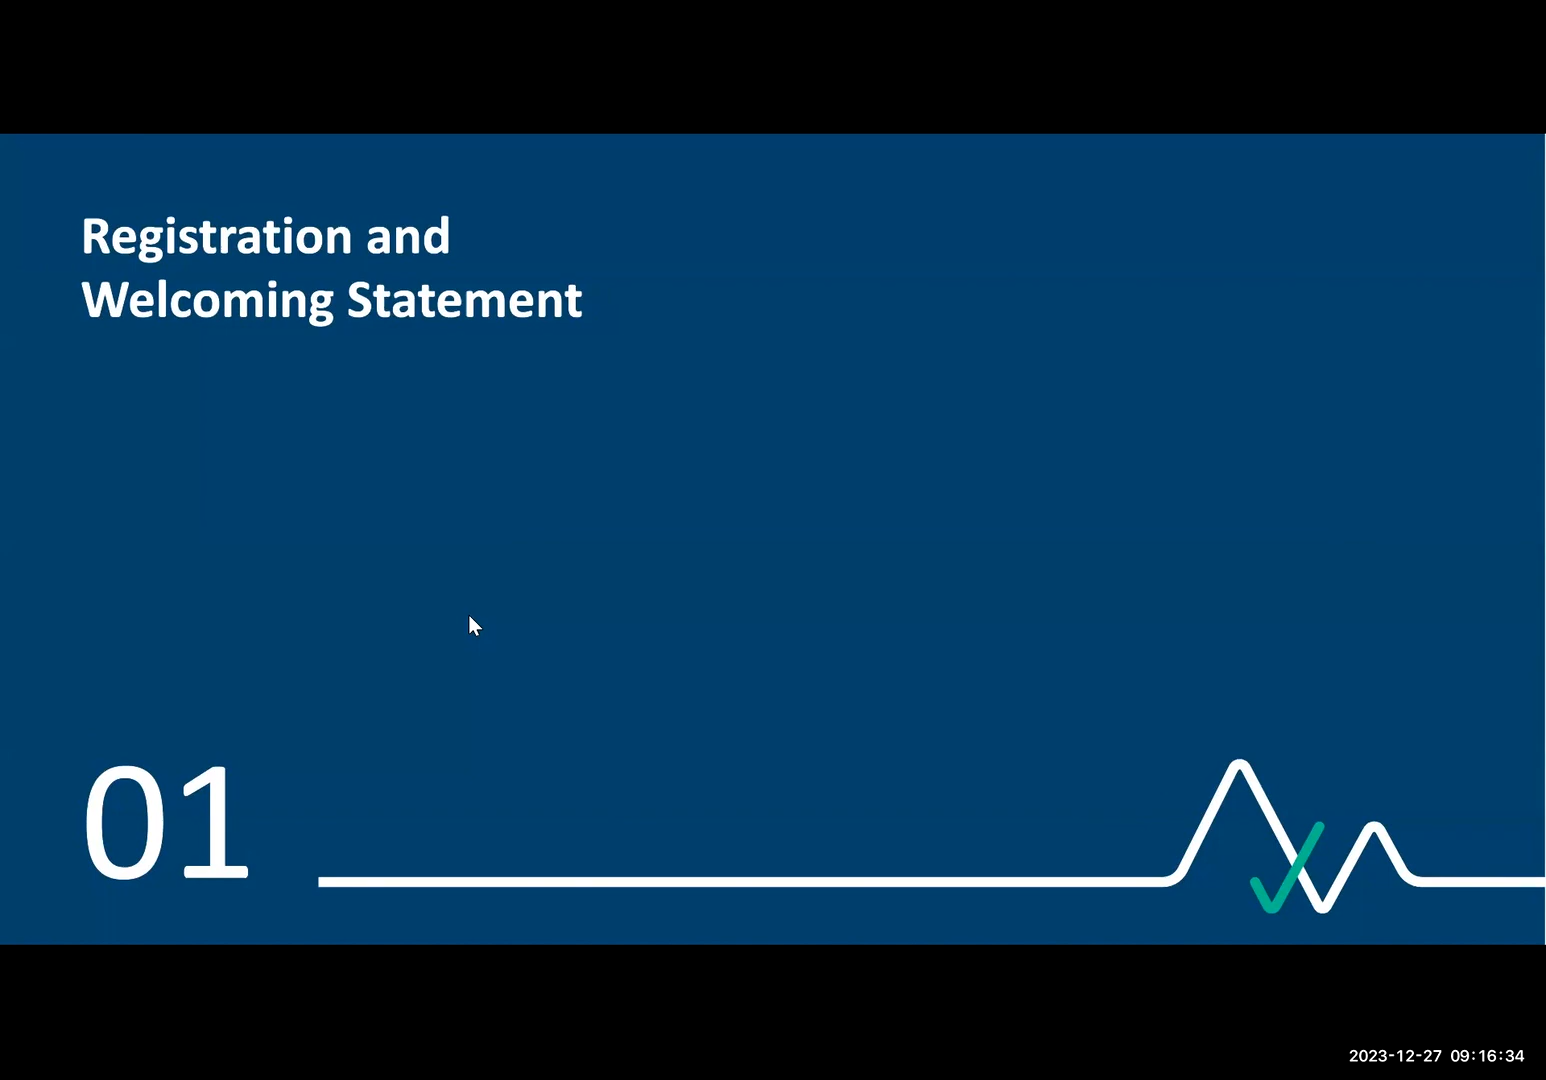 Registration and
Welcoming Statement
01
2023-12-27 09:16:34